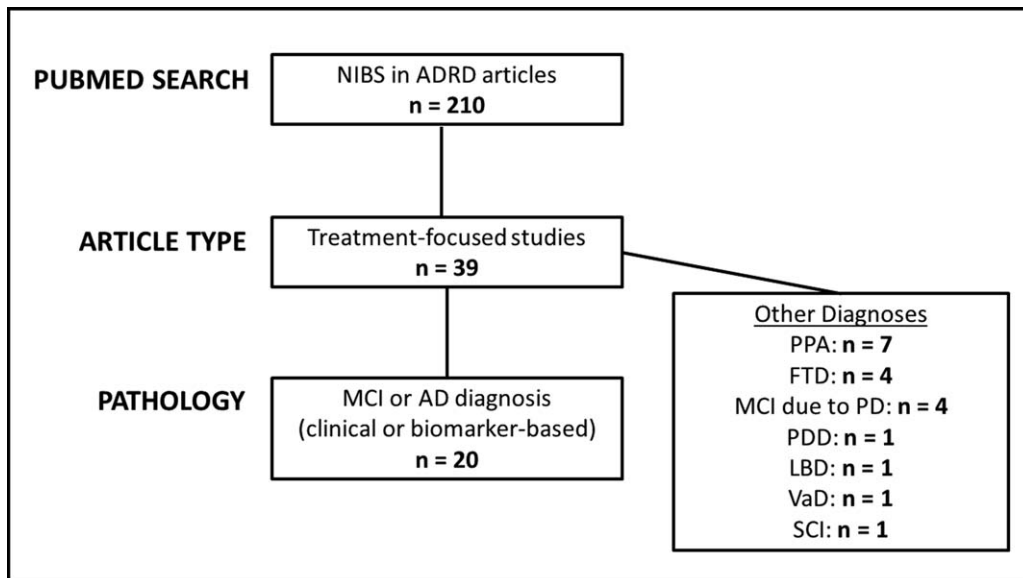 PUBMED SEARCH
NIBS in ADRD articles
n = 210
ARTICLE TYPE
Treatment-focused studies
n = 39
PATHOLOGY
MCI or AD diagnosis
(clinical or biomarker-based)
n = 20
Other Diagnoses
PPA: n = 7
FTD: n = 4
MCI due to PD: n = 4
PDD: n = 1
LBD: n = 1
VaD: n = 1
SCI: n = 1